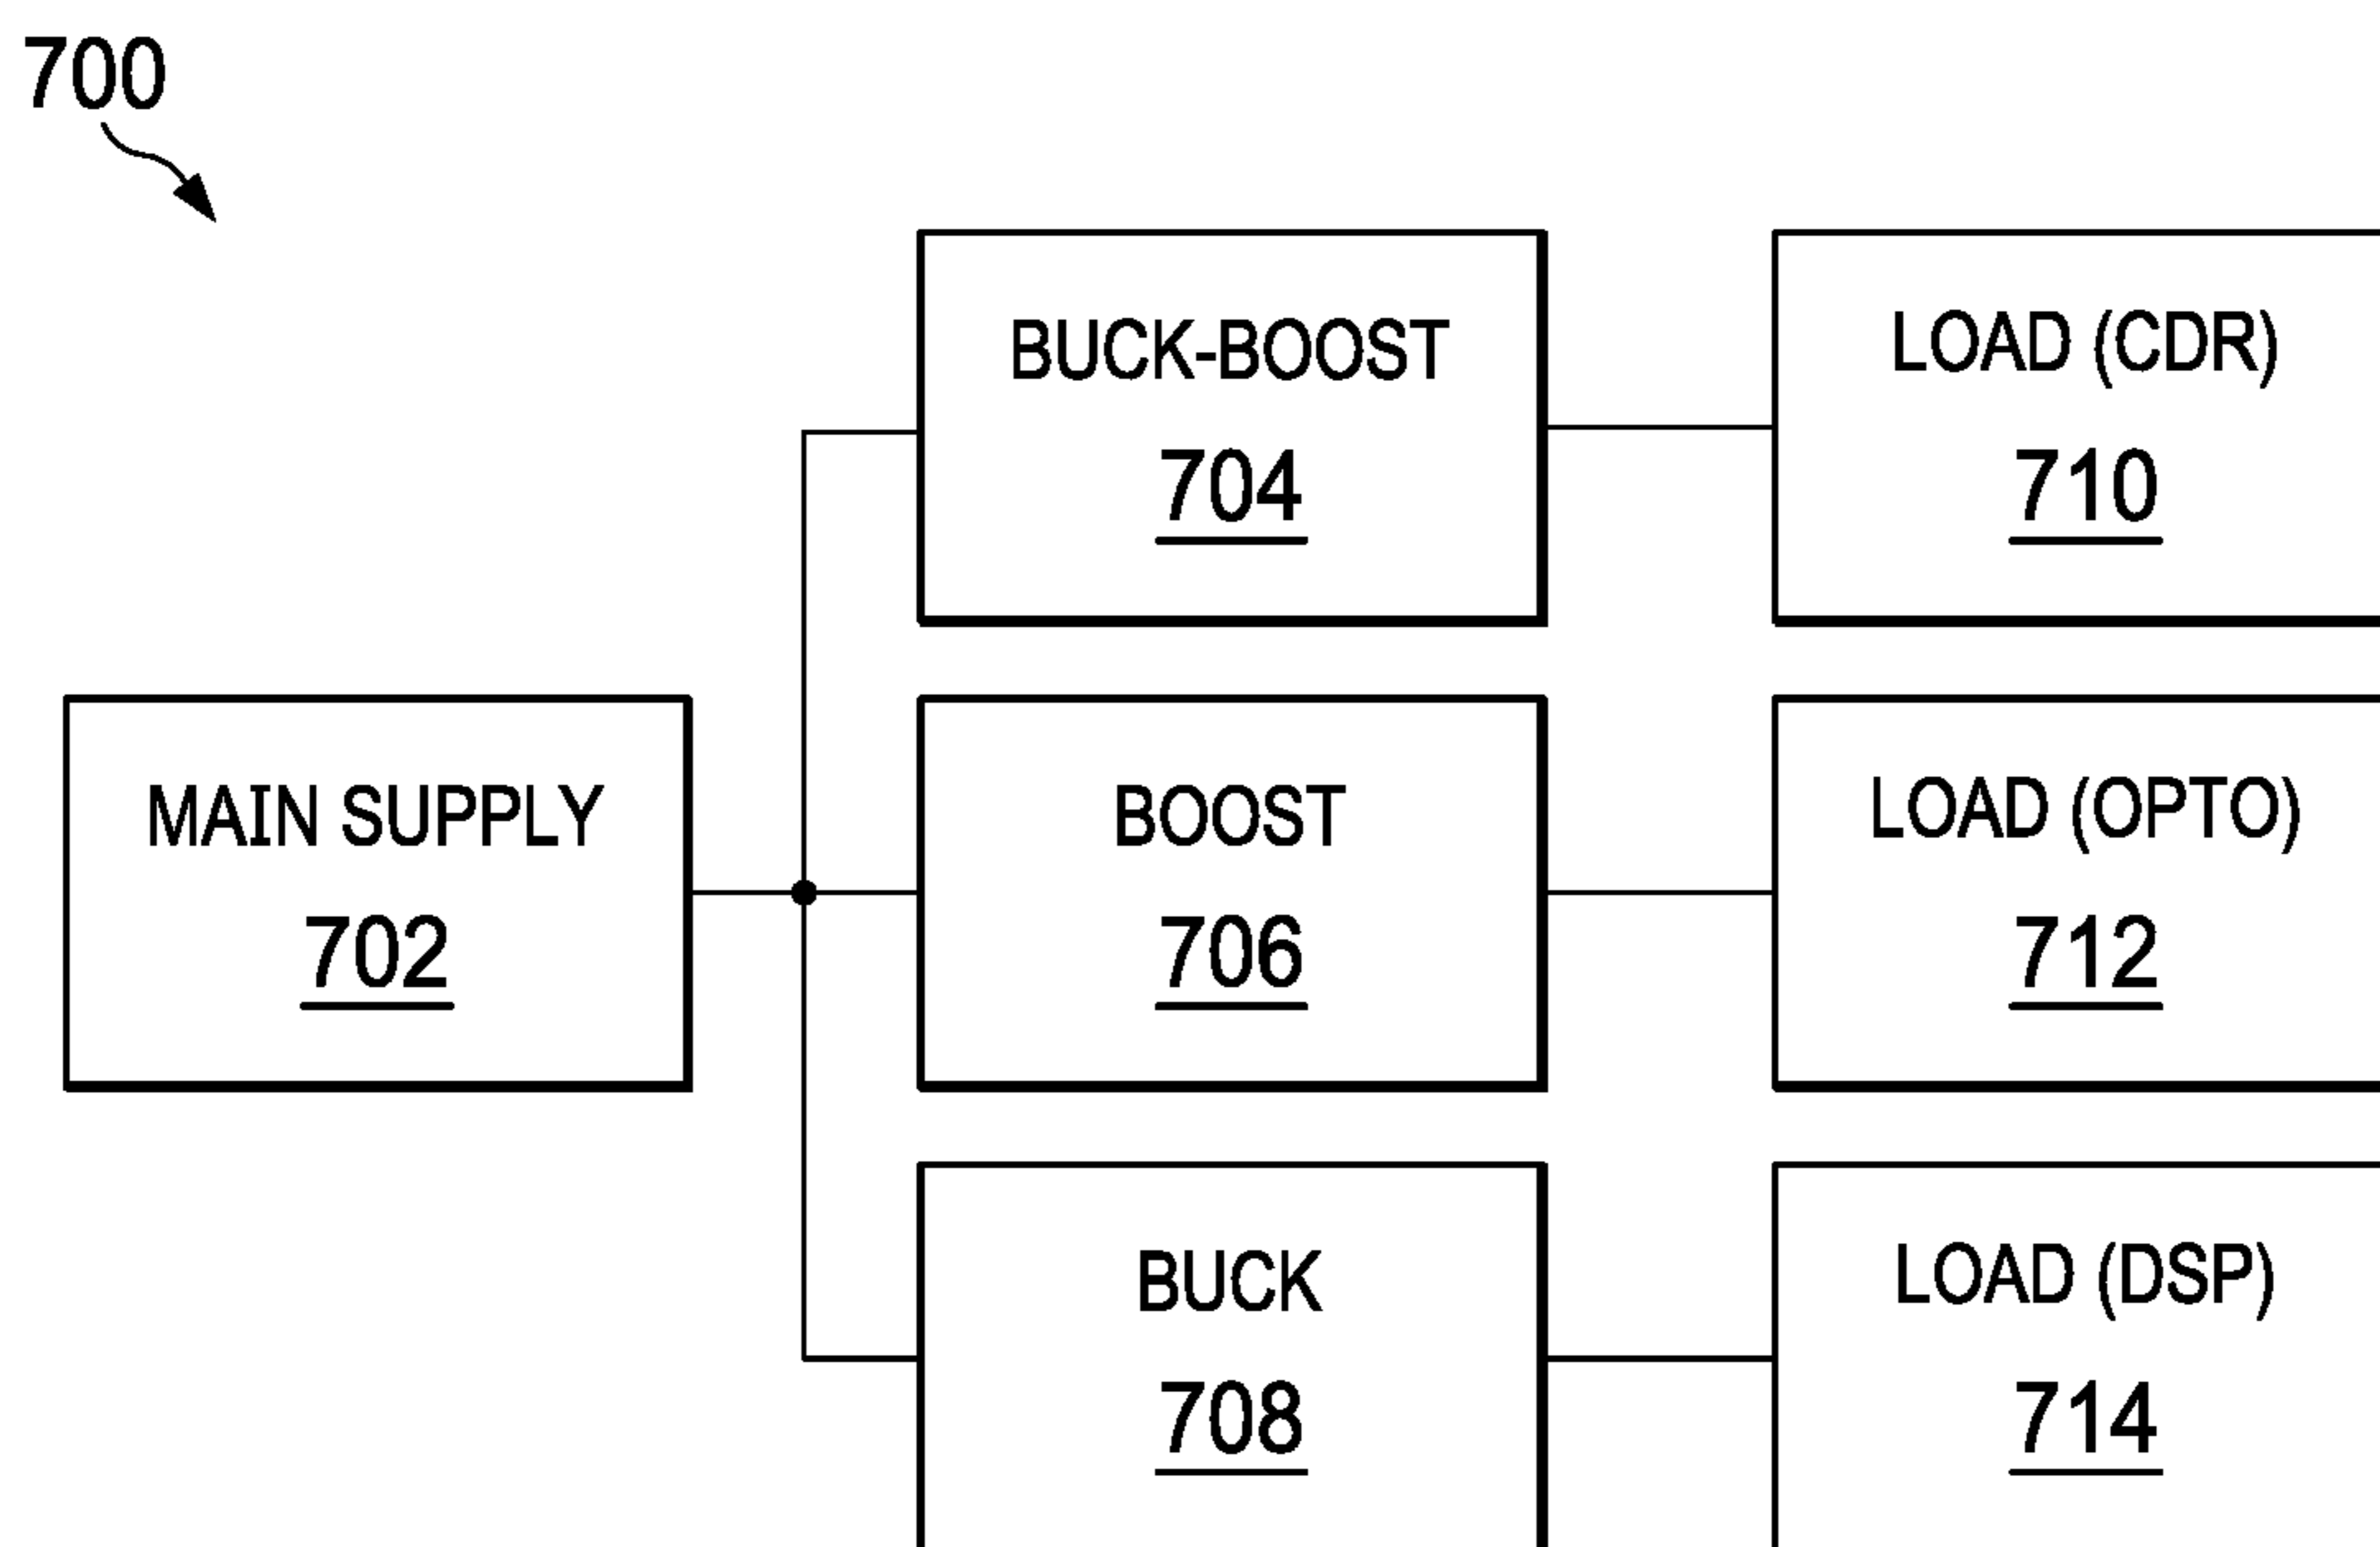 700
BUCK-BOOST
704
LOAD (CDR)
710
MAIN SUPPLY
702
BOOST
706
LOAD (OPTO)
712
BUCK
708
LOAD (DSP)
714